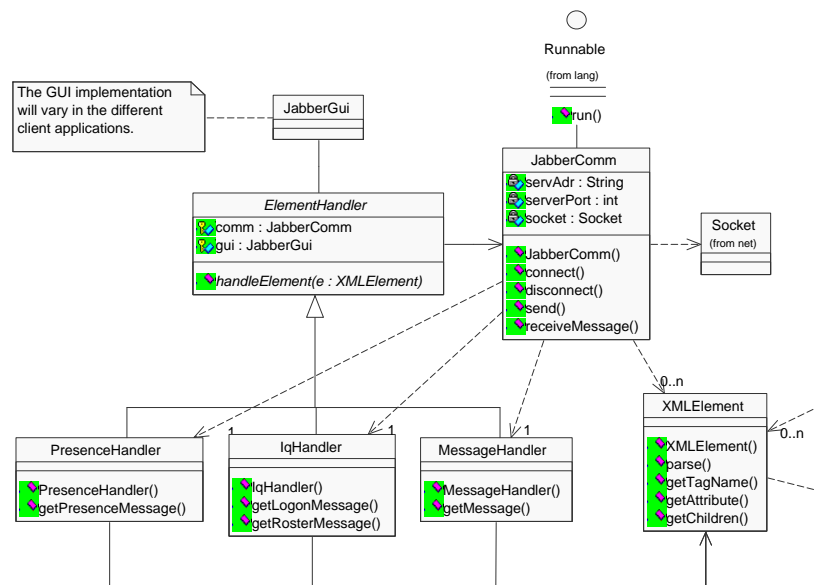 Runnable
(from lang)
run()
The GUI implementation
will vary in the different
client applications.
JabberGui
JabberComm
servAdr : String
serverPort : int
socket : Socket
JabberComm()
connect()
disconnect()
send()
receiveMessage()
ElementHandler
comm : JabberComm
gui : JabberGui
handleElement(e : XMLElement)
Socket
(from net)
0..n
1
1
1
0..n
PresenceHandler
PresenceHandler()
getPresenceMessage()
IqHandler
IqHandler()
getLogonMessage()
getRosterMessage()
MessageHandler
MessageHandler()
getMessage()
XMLElement
XMLElement()
parse()
getTagName()
getAttribute()
getChildren()